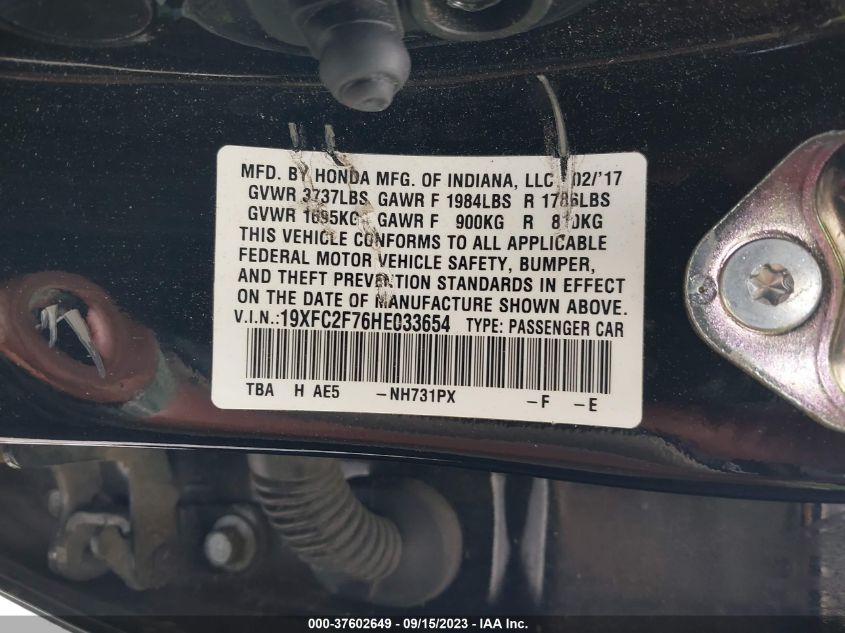 MFD. BY HONDA MFG. OF INDIANA, LLC 02/'17
GVWR 3737LBS GAWR F 1984LBS R 1786LBS
GVWR 1695KG GAWR F 900KG R 810KG
THIS VEHICLE CONFORMS TO ALL APPLICABLE
FEDERAL MOTOR VEHICLE SAFETY, BUMPER,
AND THEFT PREVENTION STANDARDS IN EFFECT
ON THE DATE OF MANUFACTURE SHOWN ABOVE.
V.I.N.:19XFC2F76HE033654 TYPE: PASSENGER CAR
TBA H AE5 -NH731PX -F -E
000-37602649 - 09/15/2023 - IAA Inc.